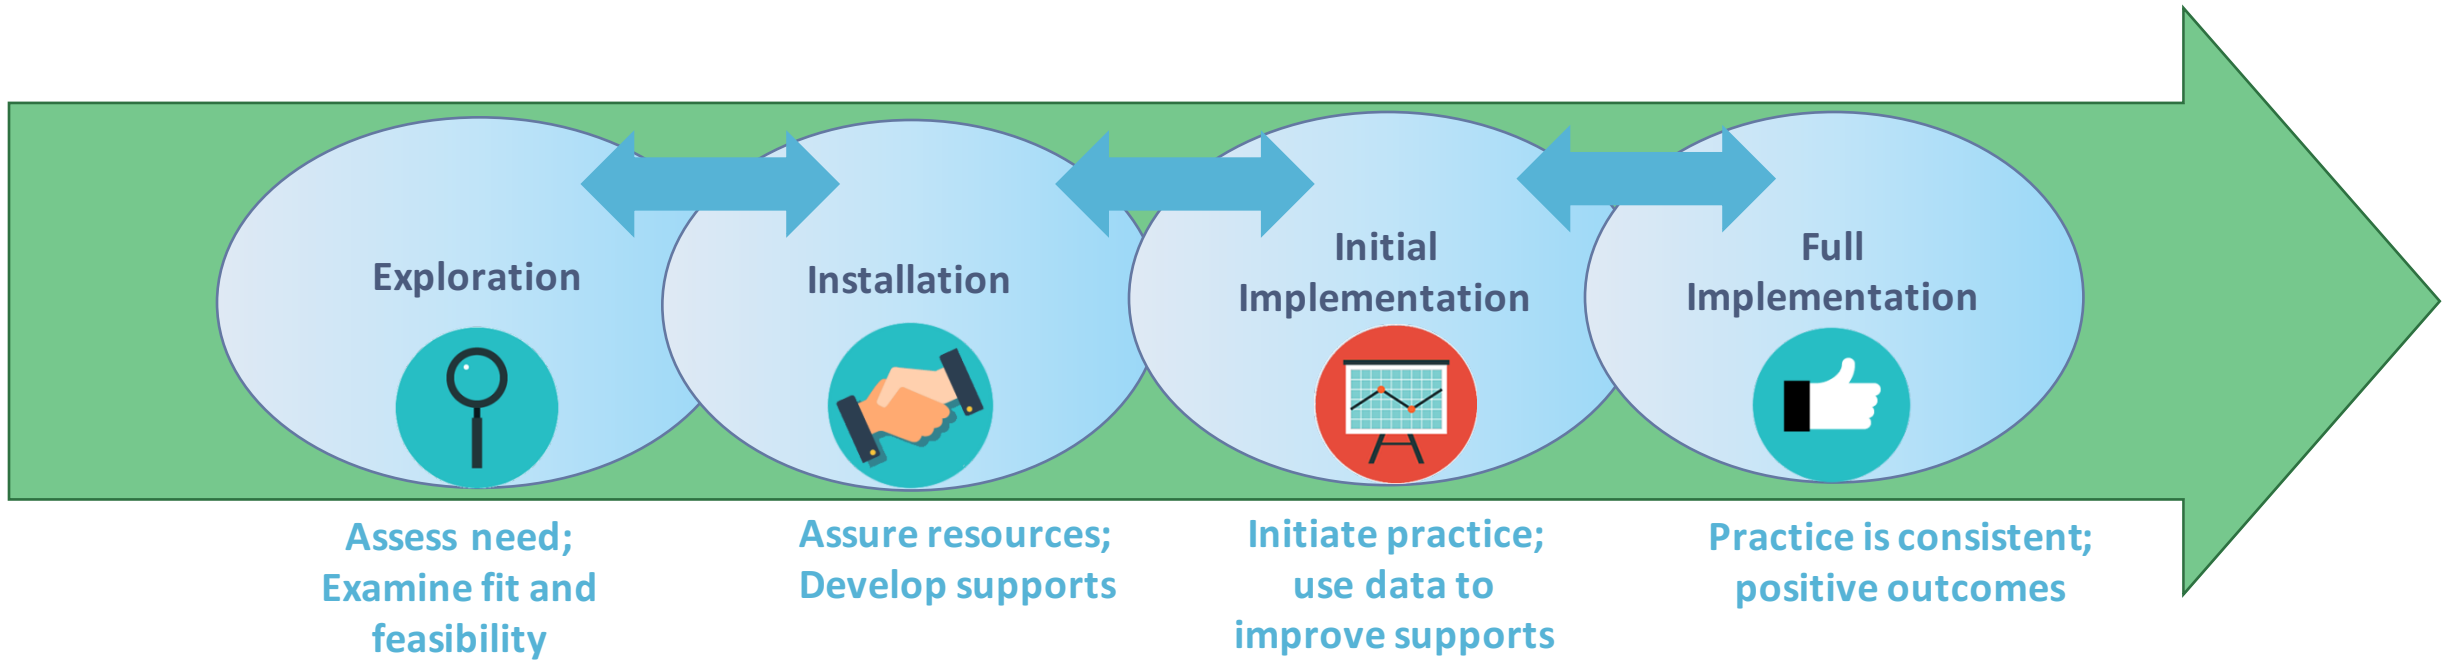 Exploration
Installation
Initial
Implementation
Full
Implementation
Assess need;
Examine fit and
feasibility
Assure resources;
Develop supports
Initiate practice;
use data to
improve supports
Practice is consistent;
positive outcomes